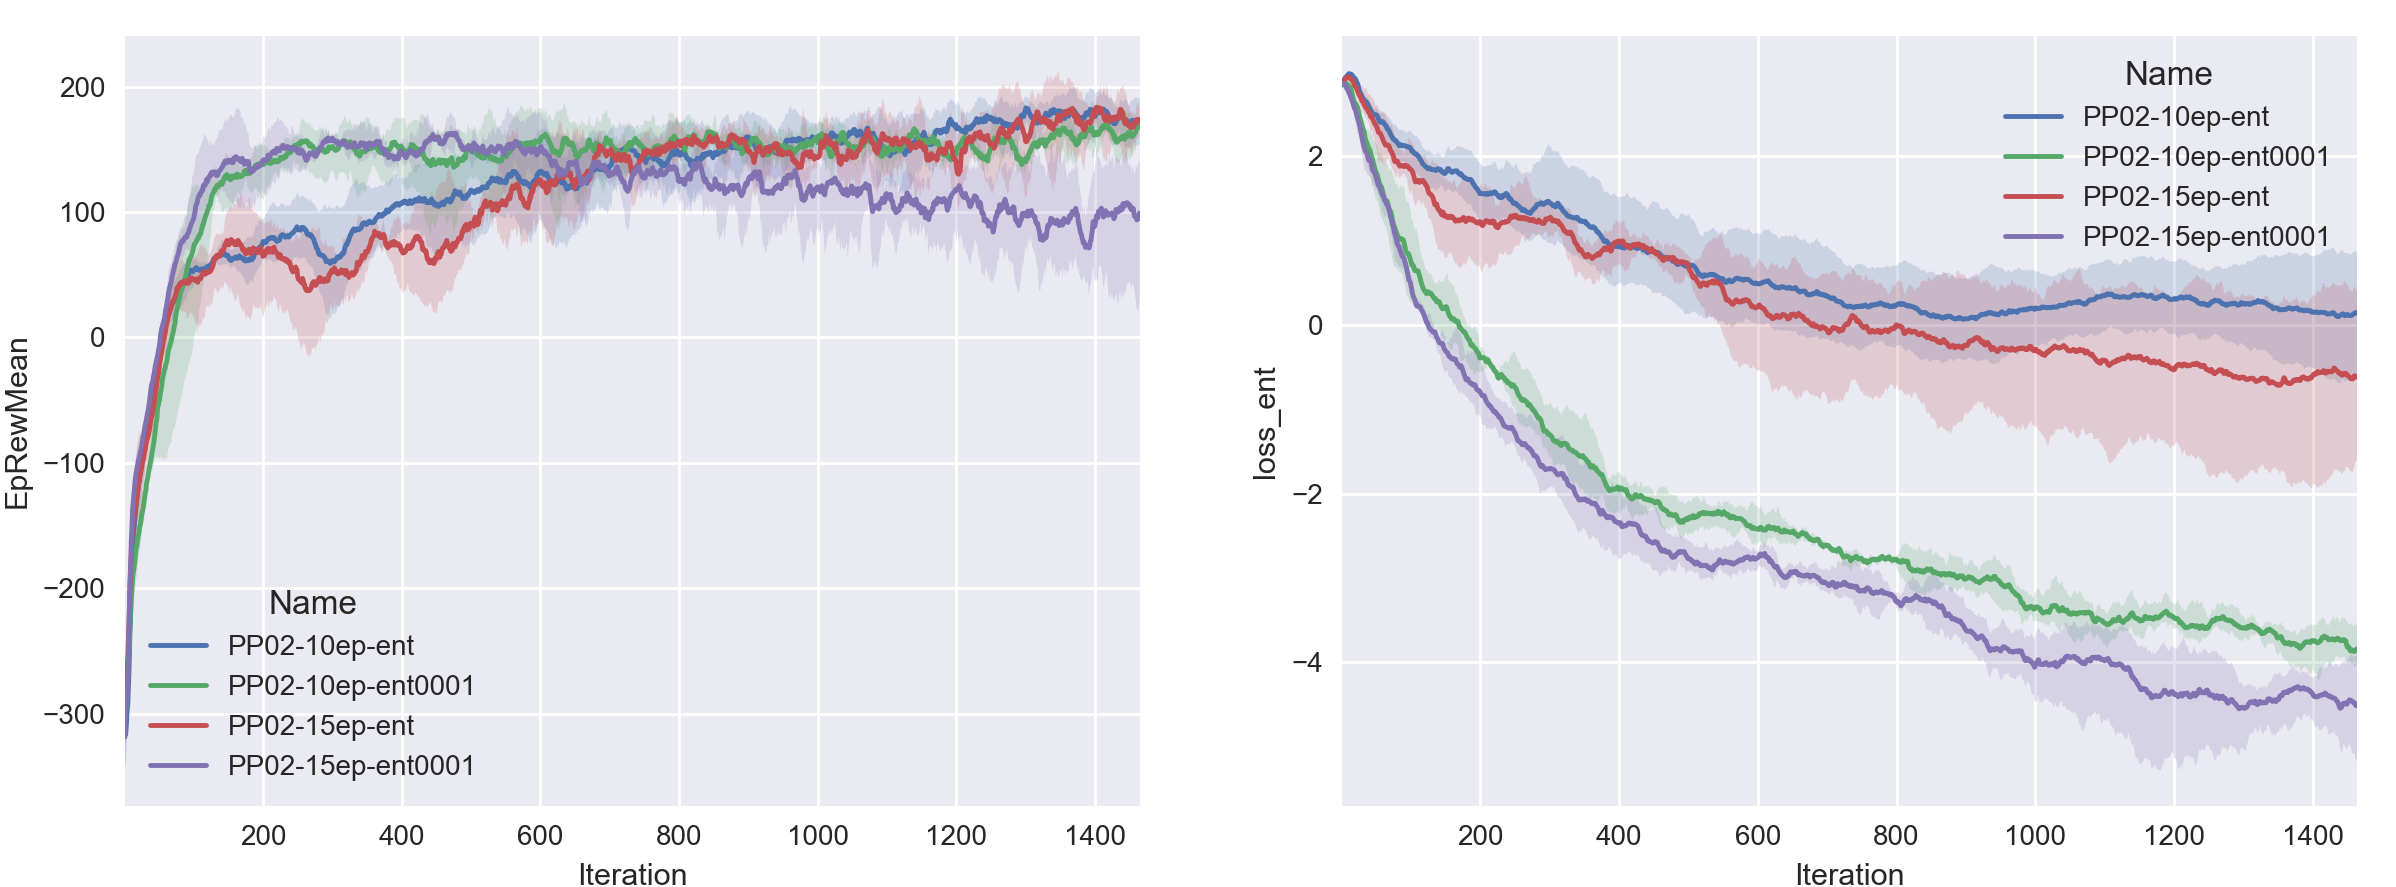 EpRewMean
200
100
0
−100
−200
−300
Name
PP02-10ep-ent
PP02-10ep-ent0001
PP02-15ep-ent
PP02-15ep-ent0001
200 400 600 800 1000 1200 1400
Iteration
loss_ent
2
0
−2
−4
Name
PP02-10ep-ent
PP02-10ep-ent0001
PP02-15ep-ent
PP02-15ep-ent0001
200 400 600 800 1000 1200 1400
Iteration